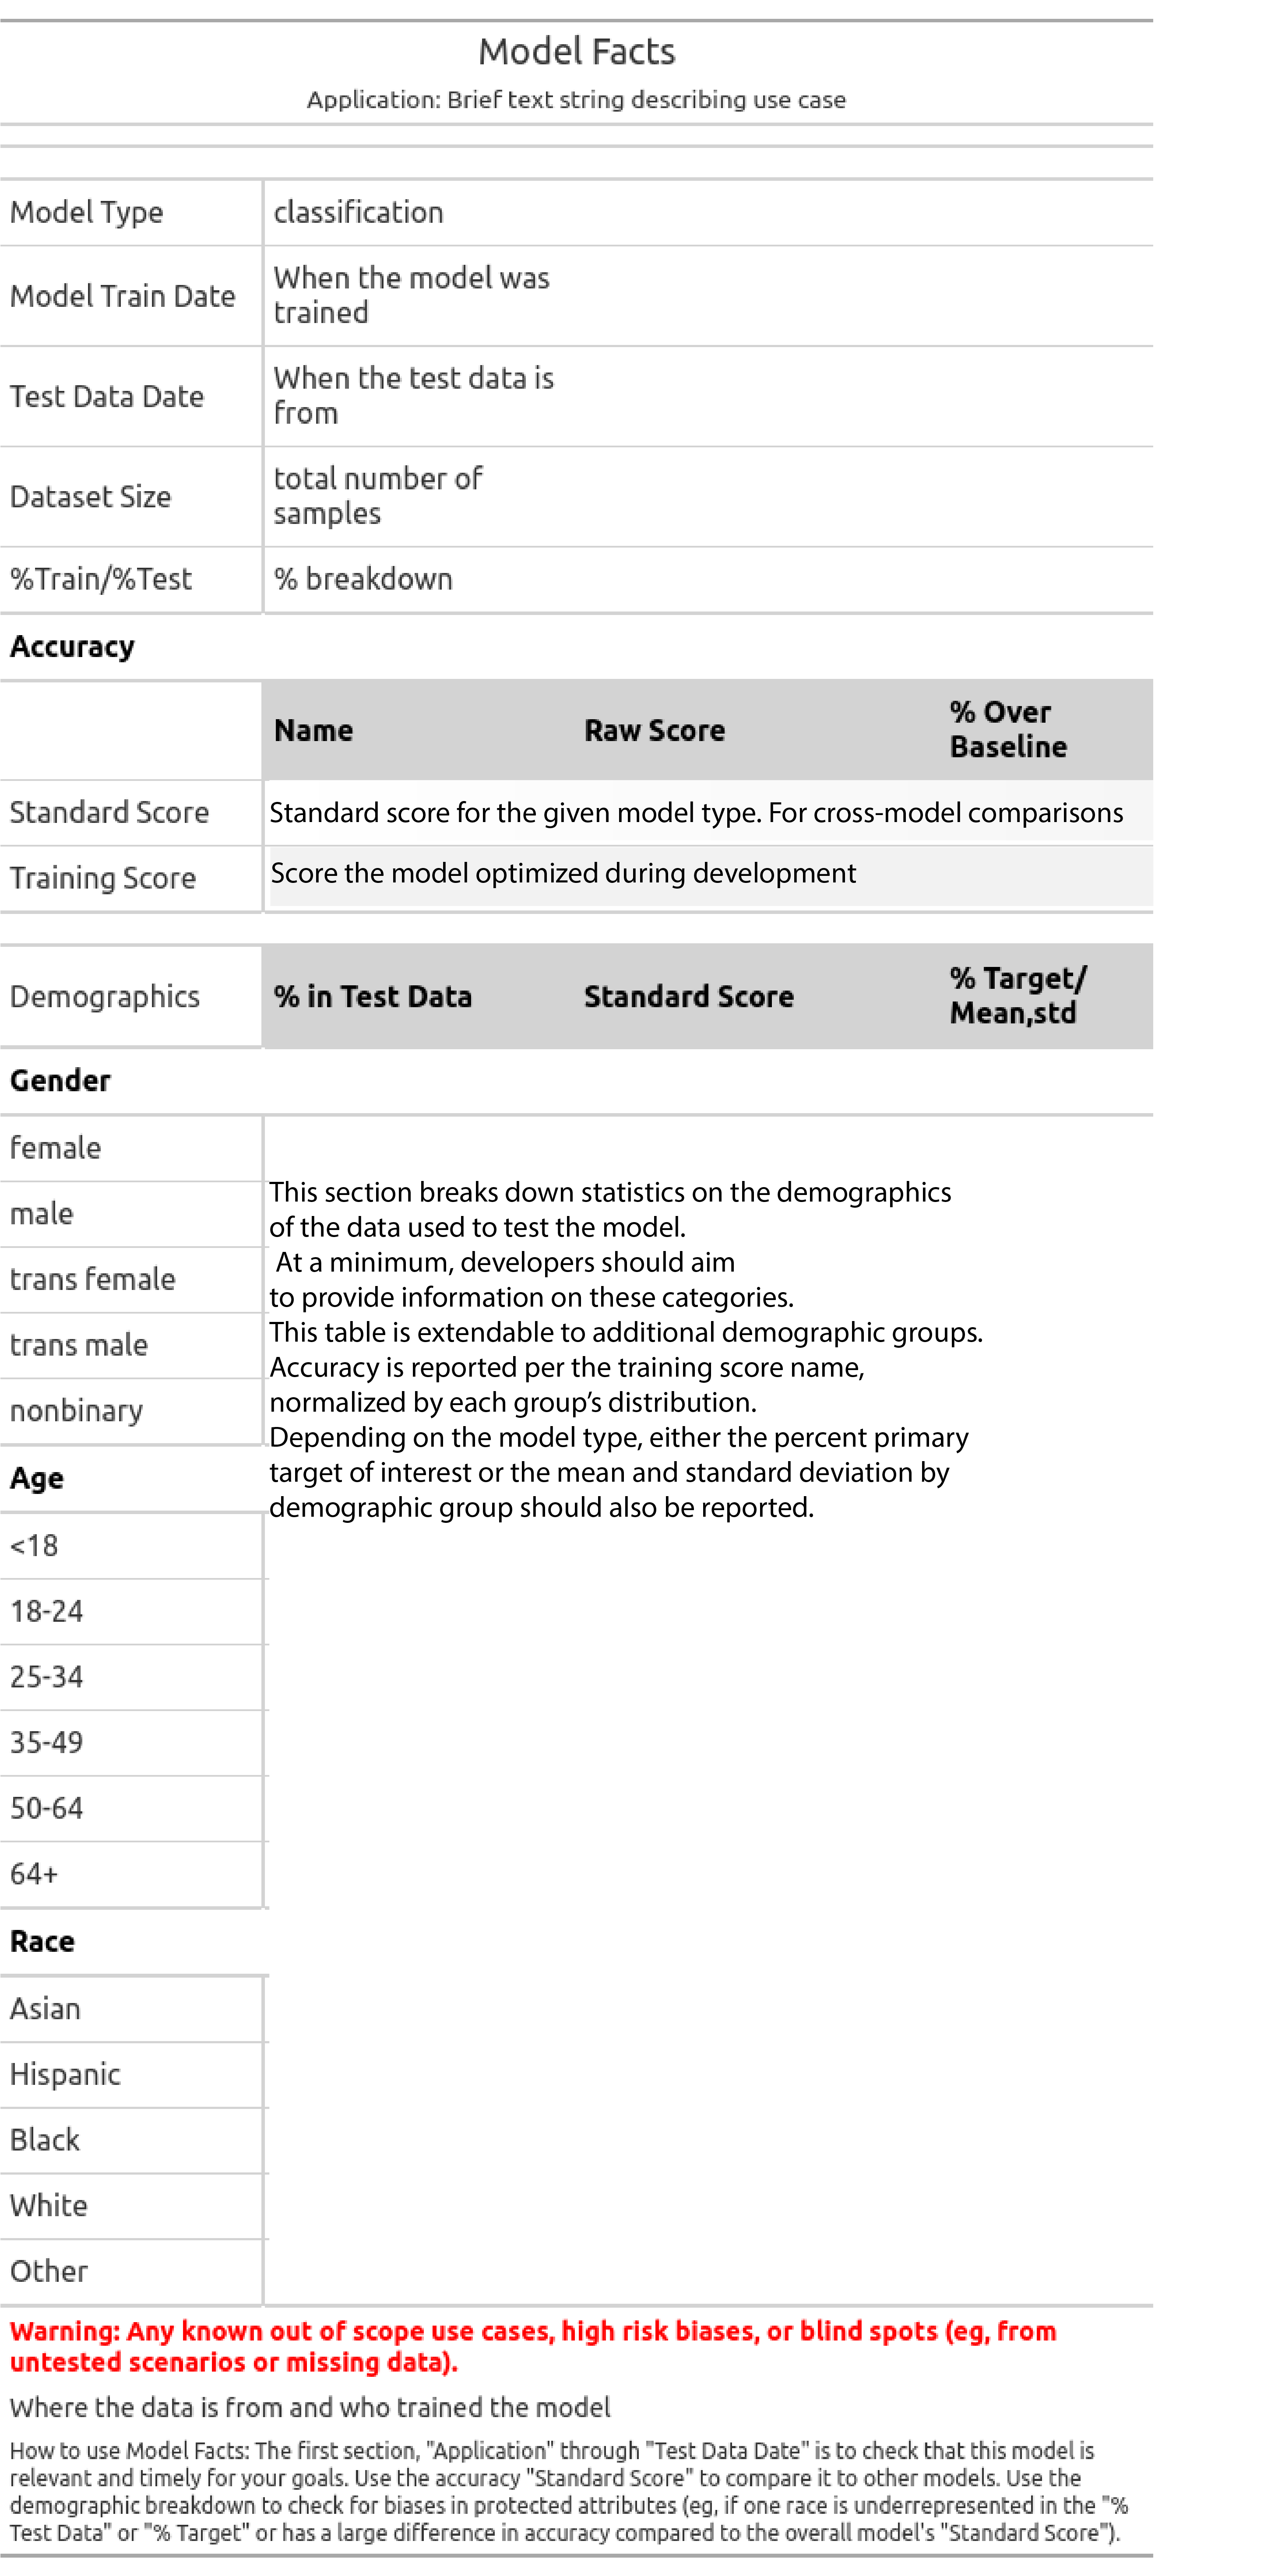 Model Facts
Application: Brief text string describing use case
Model Type classification
Model Train Date When the model was
trained
Test Data Date When the test data is
from
Dataset Size total number of
samples
%Train/%Test % breakdown
Accuracy
Name Raw Score % Over
Baseline
Standard Score Standard score for the given model type. For cross-model comparisons
Training Score Score the model optimized during development
Demographics % in Test Data Standard Score % Target/
Mean,std
Gender
female
male
trans female
trans male
nonbinary
This section breaks down statistics on the demographics
of the data used to test the model.
At a minimum, developers should aim
to provide information on these categories.
This table is extendable to additional demographic groups.
Accuracy is reported per the training score name,
normalized by each group’s distribution.
Depending on the model type, either the percent primary
target of interest or the mean and standard deviation by
demographic group should also be reported.
Age
<18
18-24
25-34
35-49
50-64
64+
Race
Asian
Hispanic
Black
White
Other
Warning: Any known out of scope use cases, high risk biases, or blind spots (eg, from
untested scenarios or missing data).
Where the data is from and who trained the model
How to use Model Facts: The first section, "Application" through "Test Data Date" is to check that this model is
relevant and timely for your goals. Use the accuracy "Standard Score" to compare it to other models. Use the
demographic breakdown to check for biases in protected attributes (eg, if one race is underrepresented in the "%
Test Data" or "% Target" or has a large difference in accuracy compared to the overall model's "Standard Score").